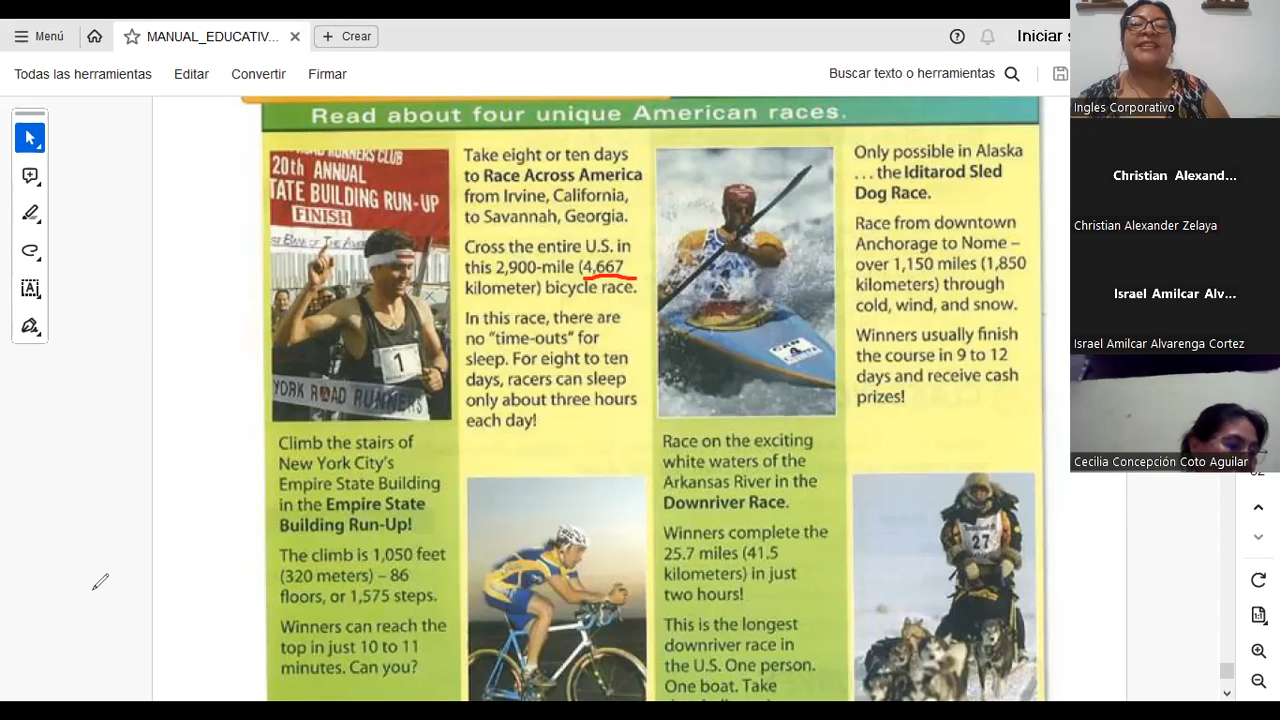 Menú
MANUAL_EDUCATIV...
Crear
Iniciar s
Todas las herramientas
Editar
Convertir
Firmar
Buscar texto o herramientas
Read about four unique American races.
ROAD RUNNERS CLUB
20th ANNUAL
TATE BUILDING RUN-UP
FINISH
1
YORK ROAD RUNNERS
Climb the stairs of
New York City's
Empire State Building
in the Empire State
Building Run-Up!
The climb is 1,050 feet
(320 meters) – 86
floors, or 1,575 steps.
Winners can reach the
top in just 10 to 11
minutes. Can you?
Take eight or ten days
to Race Across America
from Irvine, California,
to Savannah, Georgia.
Cross the entire U.S. in
this 2,900-mile (4,667
kilometer) bicycle race.
In this race, there are
no "time-outs" for
sleep. For eight to ten
days, racers can sleep
only about three hours
each day!
4
Race on the exciting
white waters of the
Arkansas River in the
Downriver Race.
Winners complete the
25.7 miles (41.5
kilometers) in just
two hours!
This is the longest
downriver race in
the U.S. One person.
One boat. Take
Only possible in Alaska
. . . the Iditarod Sled
Dog Race.
Race from downtown
Anchorage to Nome –
over 1,150 miles (1,850
kilometers) through
cold, wind, and snow.
Winners usually finish
the course in 9 to 12
days and receive cash
prizes!
27
Ingles Corporativo
Christian Alexand...
Christian Alexander Zelaya
Israel Amilcar Alv...
Israel Amilcar Alvarenga Cortez
Cecilia Concepción Coto Aguilar